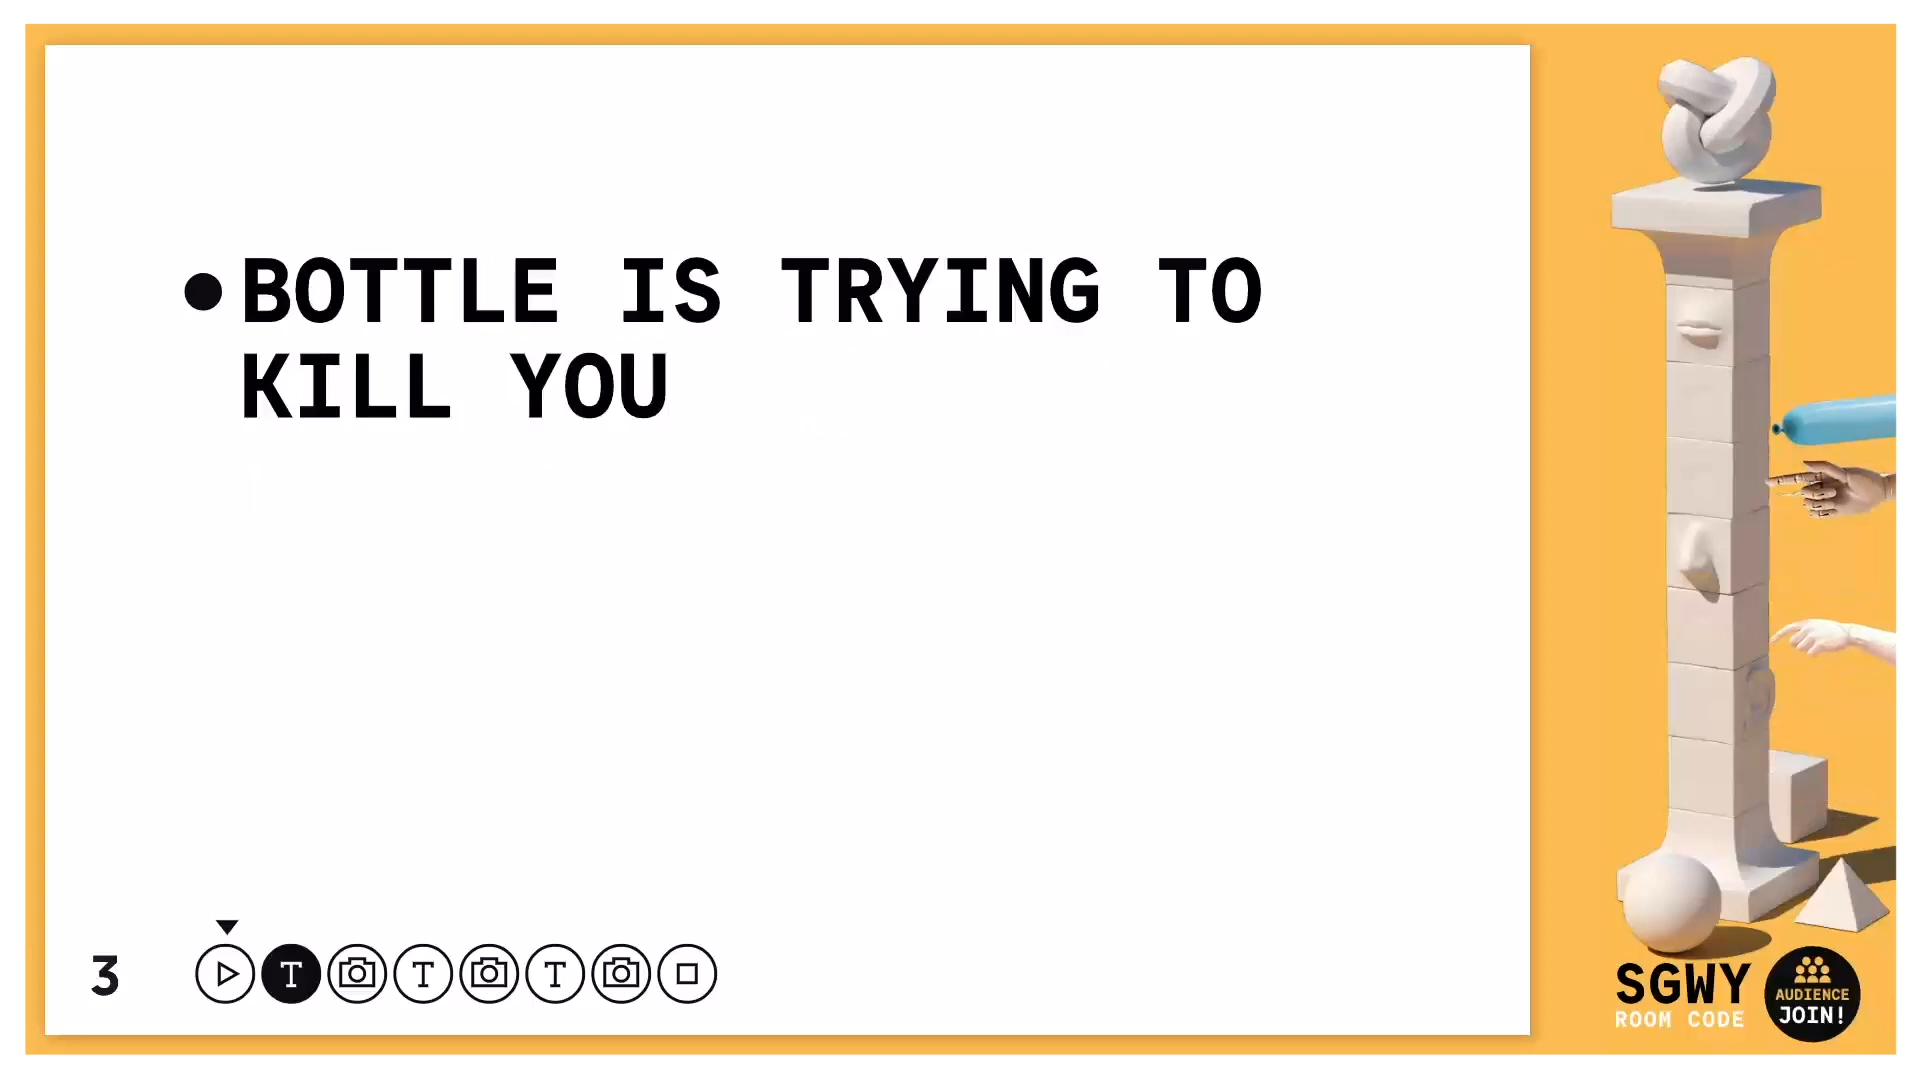 BOTTLE IS TRYING TO
KILL YOU
3
T
T
T
SGWY
ROOM CODE
AUDIENCE
JOIN!